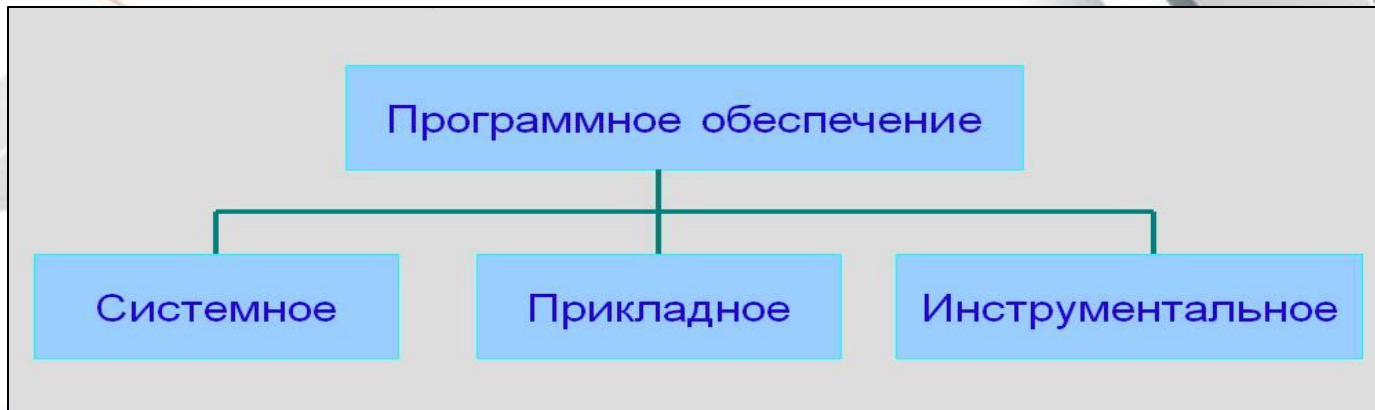 Программное обеспечение
Системное
Прикладное
Инструментальное